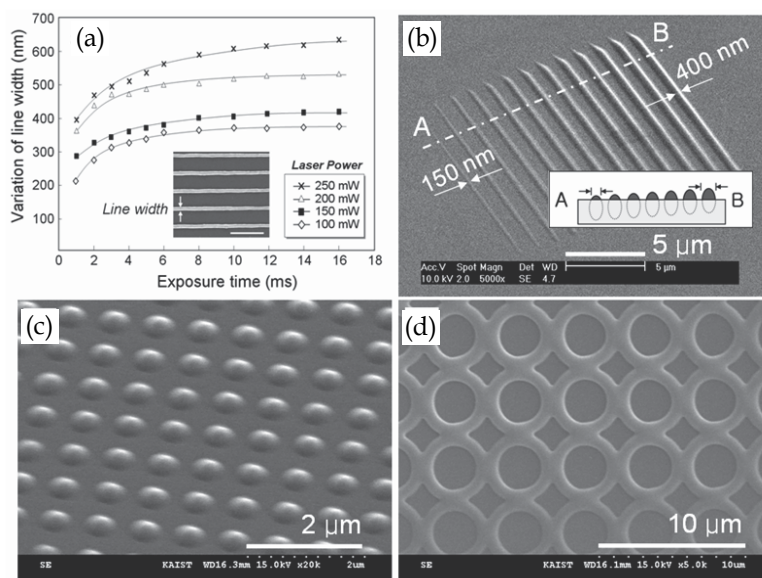 (a)
Variation of line width (nm)
700
600
500
400
300
200
100
0 2 4 6 8 10 12 14 16 18
Exposure time (ms)
Line width
Laser Power
250 mW
200 mW
150 mW
100 mW
(b)
A
B
400 nm
150 nm
A B
5 μm
Acc.V Spot Magn Det WD
10.0 kV 2.0 5000x SE 4.7
5 μm
(c)
2 μm
SE KAIST WD16.3mm 15.0kV x20k 2um
(d)
10 μm
SE KAIST WD16.1mm 15.0kV x5.0k 10um